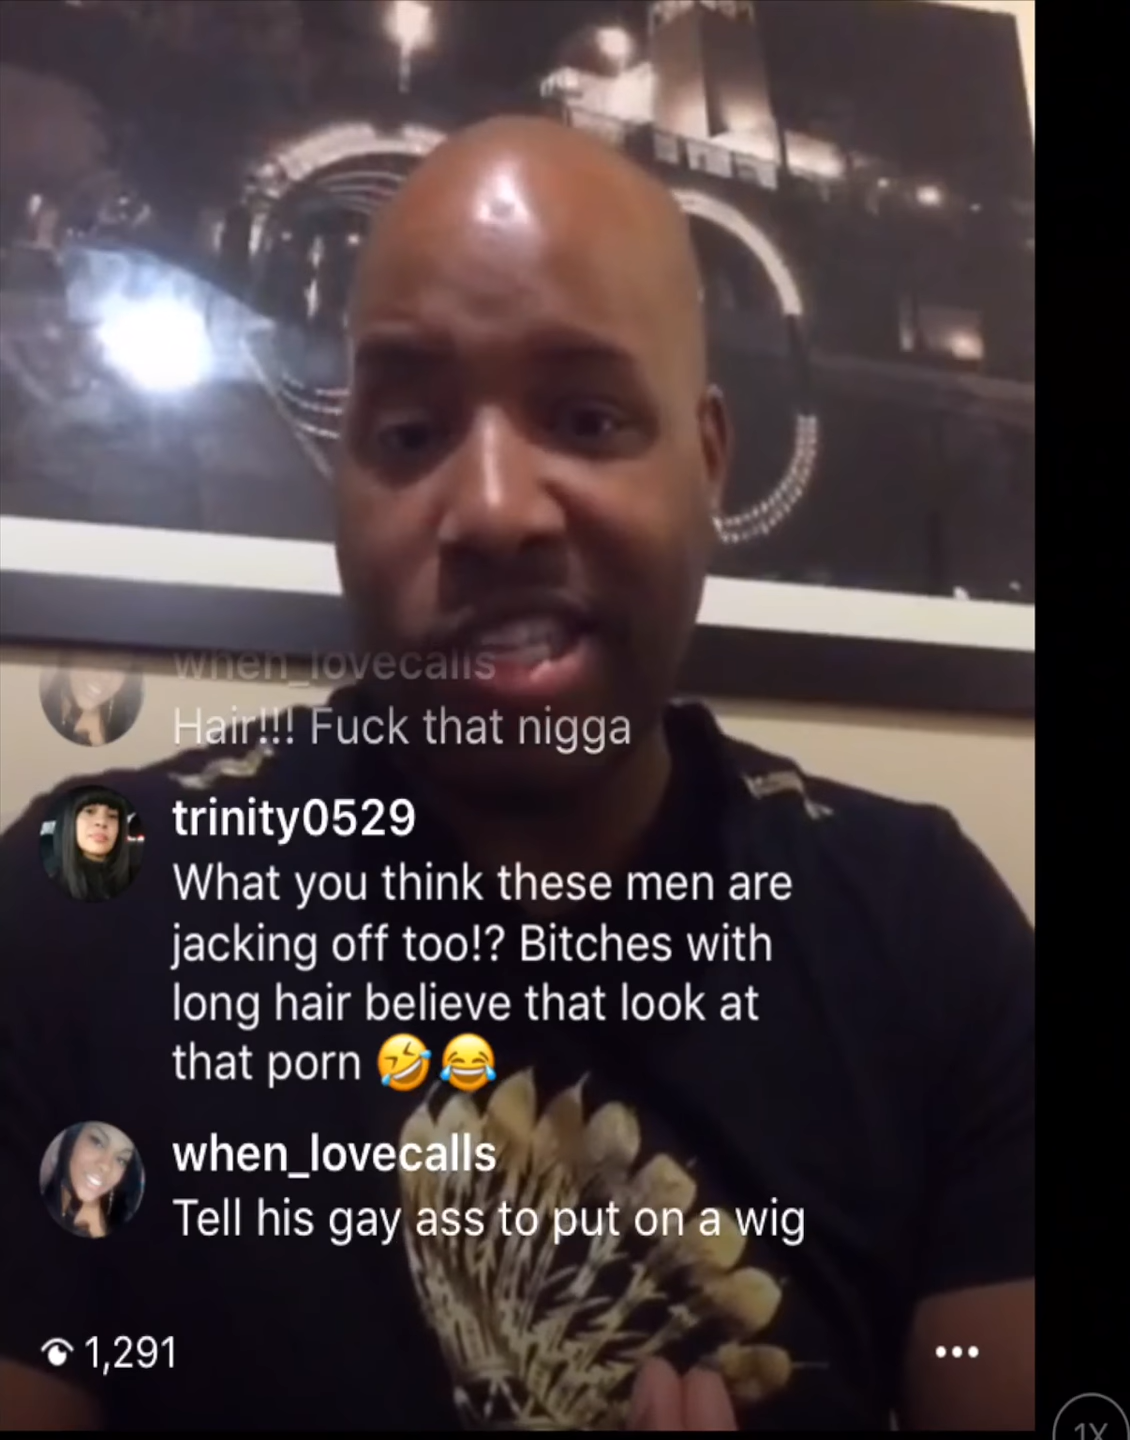 when_lovecalls
Hair!!! Fuck that nigga
trinity0529
What you think these men are
jacking off too!? Bitches with
long hair believe that look at
that porn 🤣😂
when_lovecalls
Tell his gay ass to put on a wig
1,291
1X